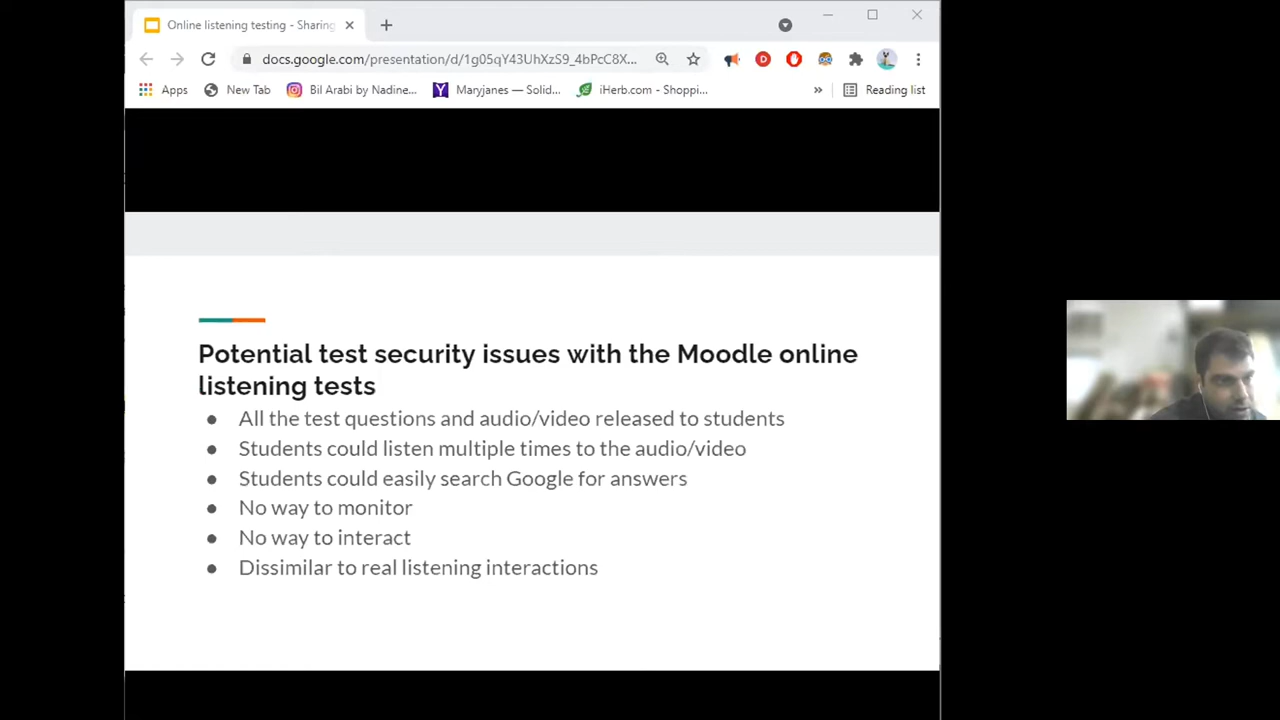 Online listening testing - Sharing
docs.google.com/presentation/d/1g05qY43UhXzS9_4bPcC8X...
Apps New Tab Bil Arabi by Nadine... Maryjanes — Solid... iHerb.com - Shoppi... » Reading list
Potential test security issues with the Moodle online
listening tests
● All the test questions and audio/video released to students
● Students could listen multiple times to the audio/video
● Students could easily search Google for answers
● No way to monitor
● No way to interact
● Dissimilar to real listening interactions